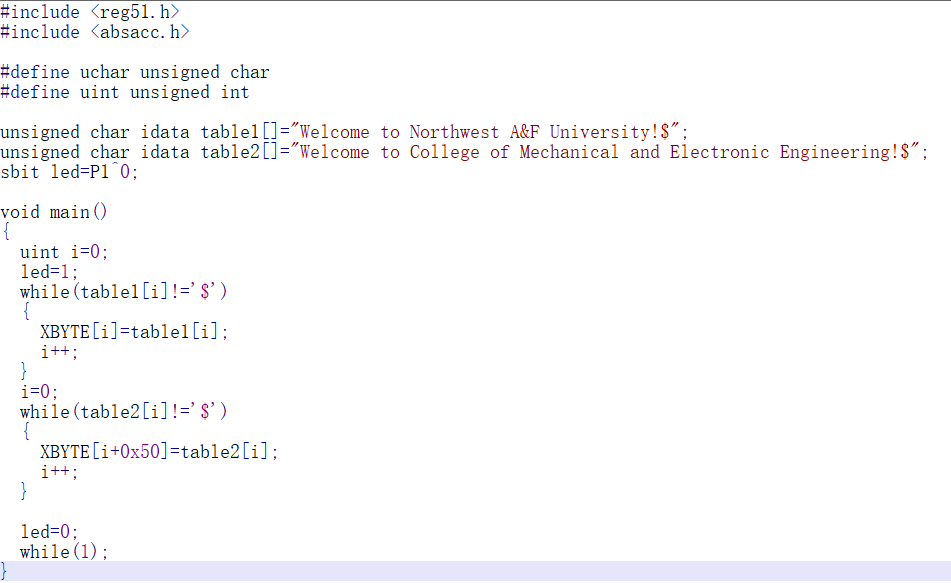 #include <reg51.h>
#include <absacc.h>

#define uchar unsigned char
#define uint unsigned int

unsigned char idata table1[]="Welcome to Northwest A&F University!$";
unsigned char idata table2[]="Welcome to College of Mechanical and Electronic Engineering!$";
sbit led=P1^0;

void main()
{
  uint i=0;
  led=1;
  while(table1[i]!='$')
  {
    XBYTE[i]=table1[i];
    i++;
  }
  i=0;
  while(table2[i]!='$')
  {
    XBYTE[i+0x50]=table2[i];
    i++;
  }

  led=0;
  while(1);
}